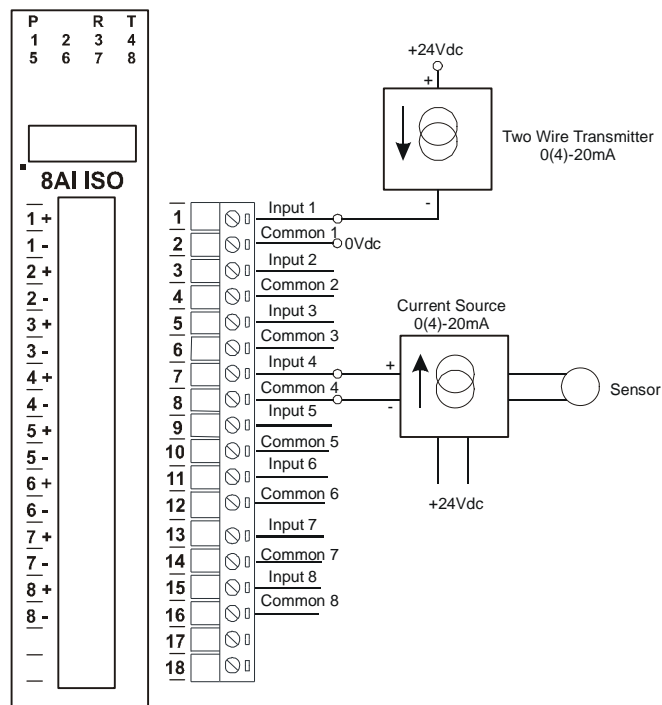 P R T
1 2 3 4
5 6 7 8
8AI ISO
1 +
1 -
2 +
2 -
3 +
3 -
4 +
4 -
5 +
5 -
6 +
6 -
7 +
7 -
8 +
8 -
1
2
3
4
5
6
7
8
9
10
11
12
13
14
15
16
17
18
Input 1
Common 1
0Vdc
Input 2
Common 2
Input 3
Common 3
Input 4
Common 4
Input 5
Common 5
Input 6
Common 6
Input 7
Common 7
Input 8
Common 8
+24Vdc
+
Two Wire Transmitter
0(4)-20mA
-
Current Source
0(4)-20mA
+
-
Sensor
+24Vdc